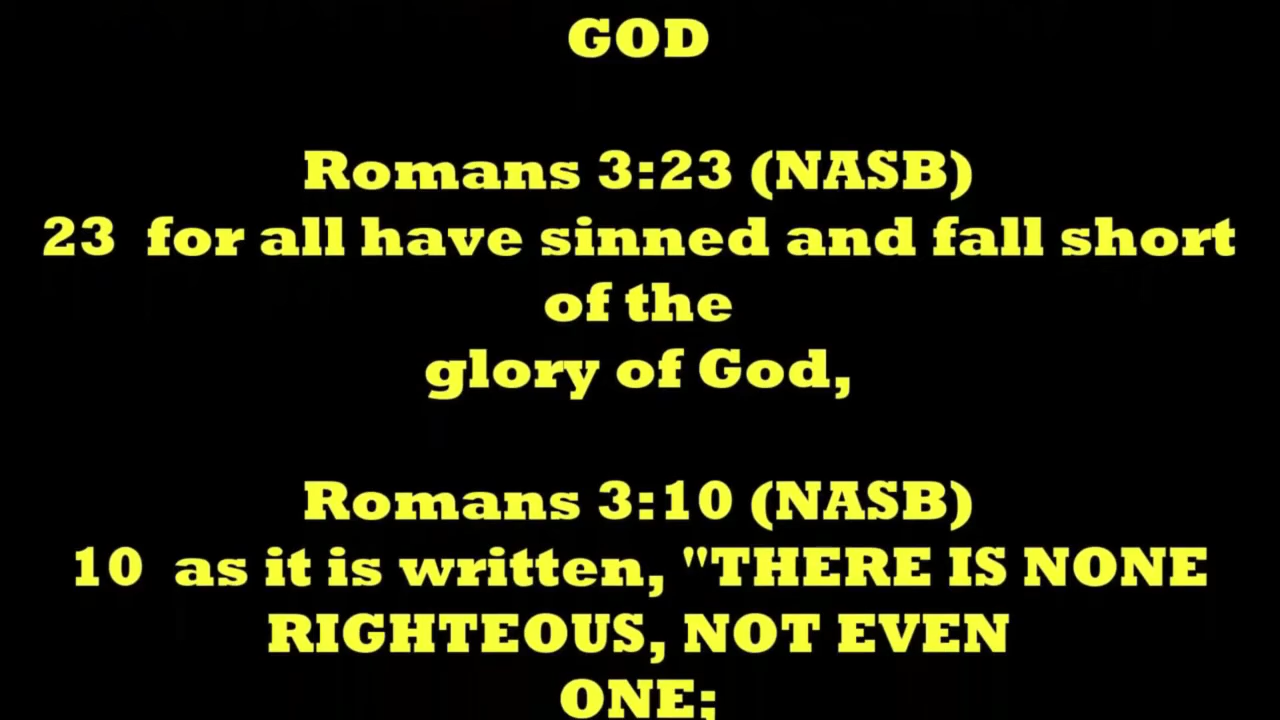 GOD
Romans 3:23 (NASB)
23  for all have sinned and fall short
of the
glory of God,
Romans 3:10 (NASB)
10  as it is written, "THERE IS NONE
RIGHTEOUS, NOT EVEN
ONE;